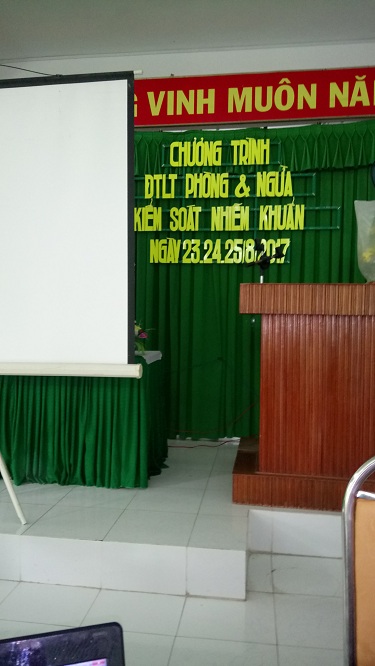 G VINH MUÔN NĂ
CHƯƠNG TRÌNH
ĐTLT PHÒNG & NGỪA
KIỂM SOÁT NHIỄM KHUẨN
NGÀY 23.24.25/8/2017